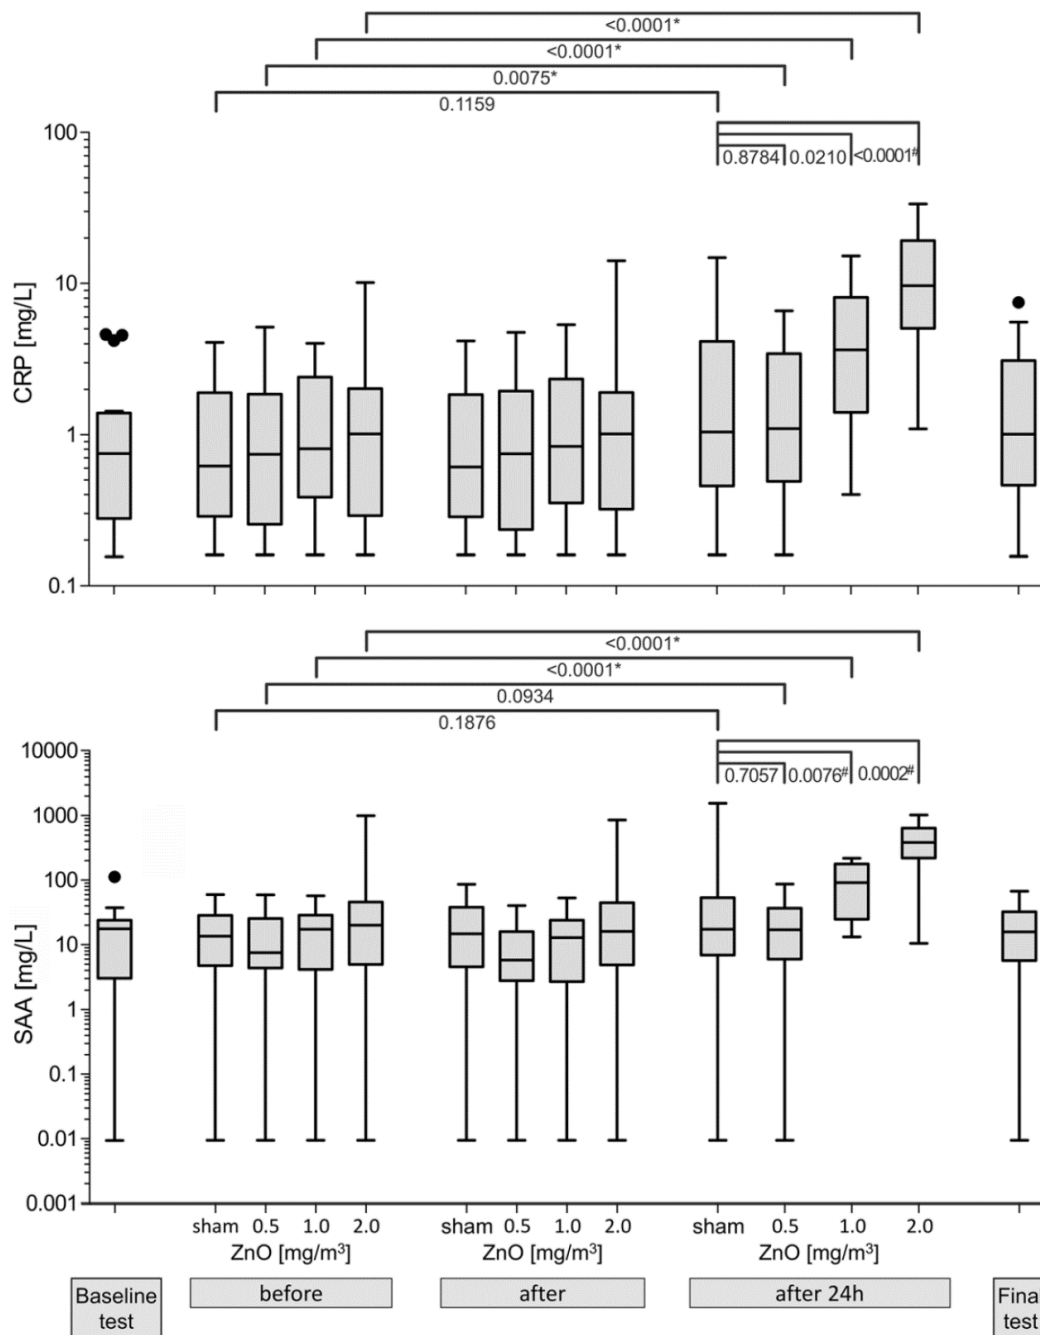 <0.0001*
<0.0001*
0.0075*
0.1159
100
0.8784 0.0210 <0.0001#
10
CRP [mg/L]
1
0.1
<0.0001*
<0.0001*
0.0934
0.1876
10000
0.7057 0.0076# 0.0002#
1000
100
10
SAA [mg/L]
1
0.1
0.01
0.001
sham 0.5 1.0 2.0 sham 0.5 1.0 2.0 sham 0.5 1.0 2.0
ZnO [mg/m³] ZnO [mg/m³] ZnO [mg/m³]
Baseline before after after 24h Fina
test test